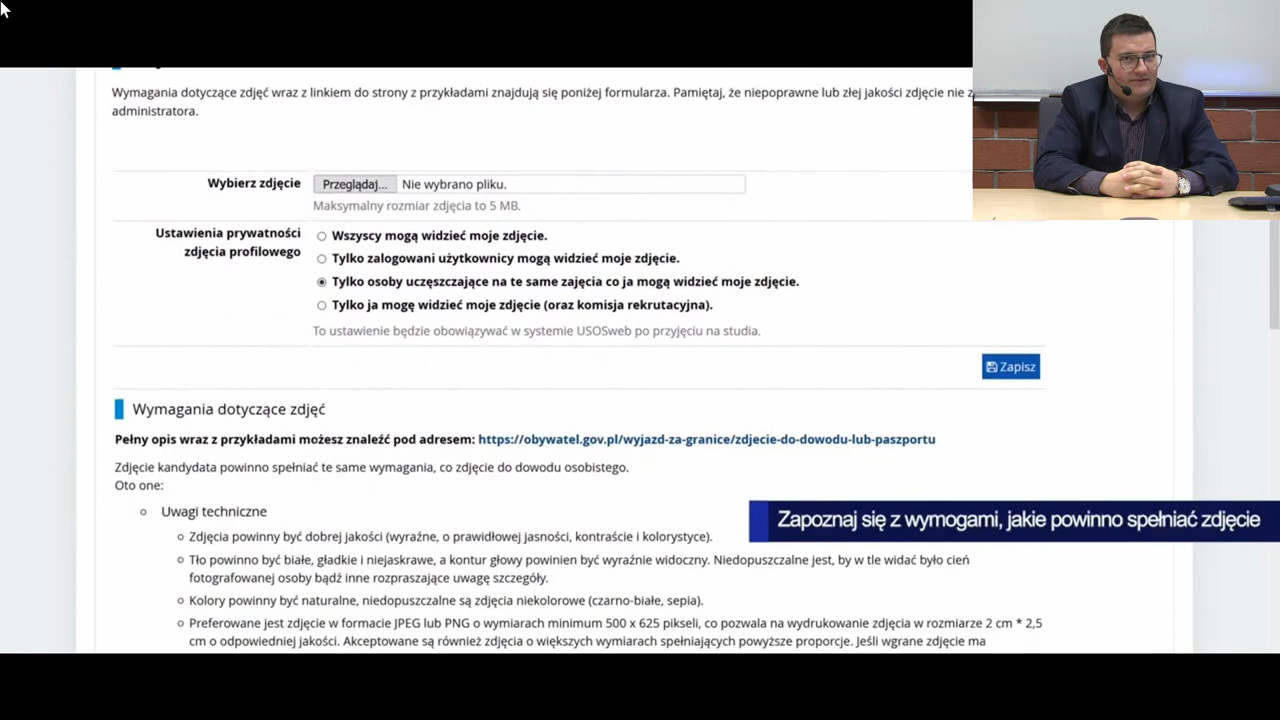 Wymagania dotyczące zdjęć wraz z linkiem do strony z przykładami znajdują się poniżej formularza. Pamiętaj, że niepoprawne lub złej jakości zdjęcie nie
administratora.
Wybierz zdjęcie
Przeglądaj... Nie wybrano pliku.
Maksymalny rozmiar zdjęcia to 5 MB.
Ustawienia prywatności
zdjęcia profilowego
Wszyscy mogą widzieć moje zdjęcie.
Tylko zalogowani użytkownicy mogą widzieć moje zdjęcie.
Tylko osoby uczęszczające na te same zajęcia co ja mogą widzieć moje zdjęcie.
Tylko ja mogę widzieć moje zdjęcie (oraz komisja rekrutacyjna).
To ustawienie będzie obowiązywać w systemie USOSweb po przyjęciu na studia.
Zapisz
Wymagania dotyczące zdjęć
Pełny opis wraz z przykładami możesz znaleźć pod adresem: https://obywatel.gov.pl/wyjazd-za-granice/zdjecie-do-dowodu-lub-paszportu
Zdjęcie kandydata powinno spełniać te same wymagania, co zdjęcie do dowodu osobistego.
Oto one:
Uwagi techniczne
Zapoznaj się z wymogami, jakie powinno spełniać zdjęcie
Zdjęcia powinny być dobrej jakości (wyraźne, o prawidłowej jasności, kontraście i kolorystyce).
Tło powinno być białe, gładkie i niejaskrawe, a kontur głowy powinien być wyraźnie widoczny. Niedopuszczalne jest, by w tle widać było cień
fotografowanej osoby bądź inne rozpraszające uwagę szczegóły.
Kolory powinny być naturalne, niedopuszczalne są zdjęcia niekolorowe (czarno-białe, sepia).
Preferowane jest zdjęcie w formacie JPEG lub PNG o wymiarach minimum 500 x 625 pikseli, co pozwala na wydrukowanie zdjęcia w rozmiarze 2 cm * 2,5
cm o odpowiedniej jakości. Akceptowane są również zdjęcia o większych wymiarach spełniających powyższe proporcje. Jeśli wgrane zdjęcie ma